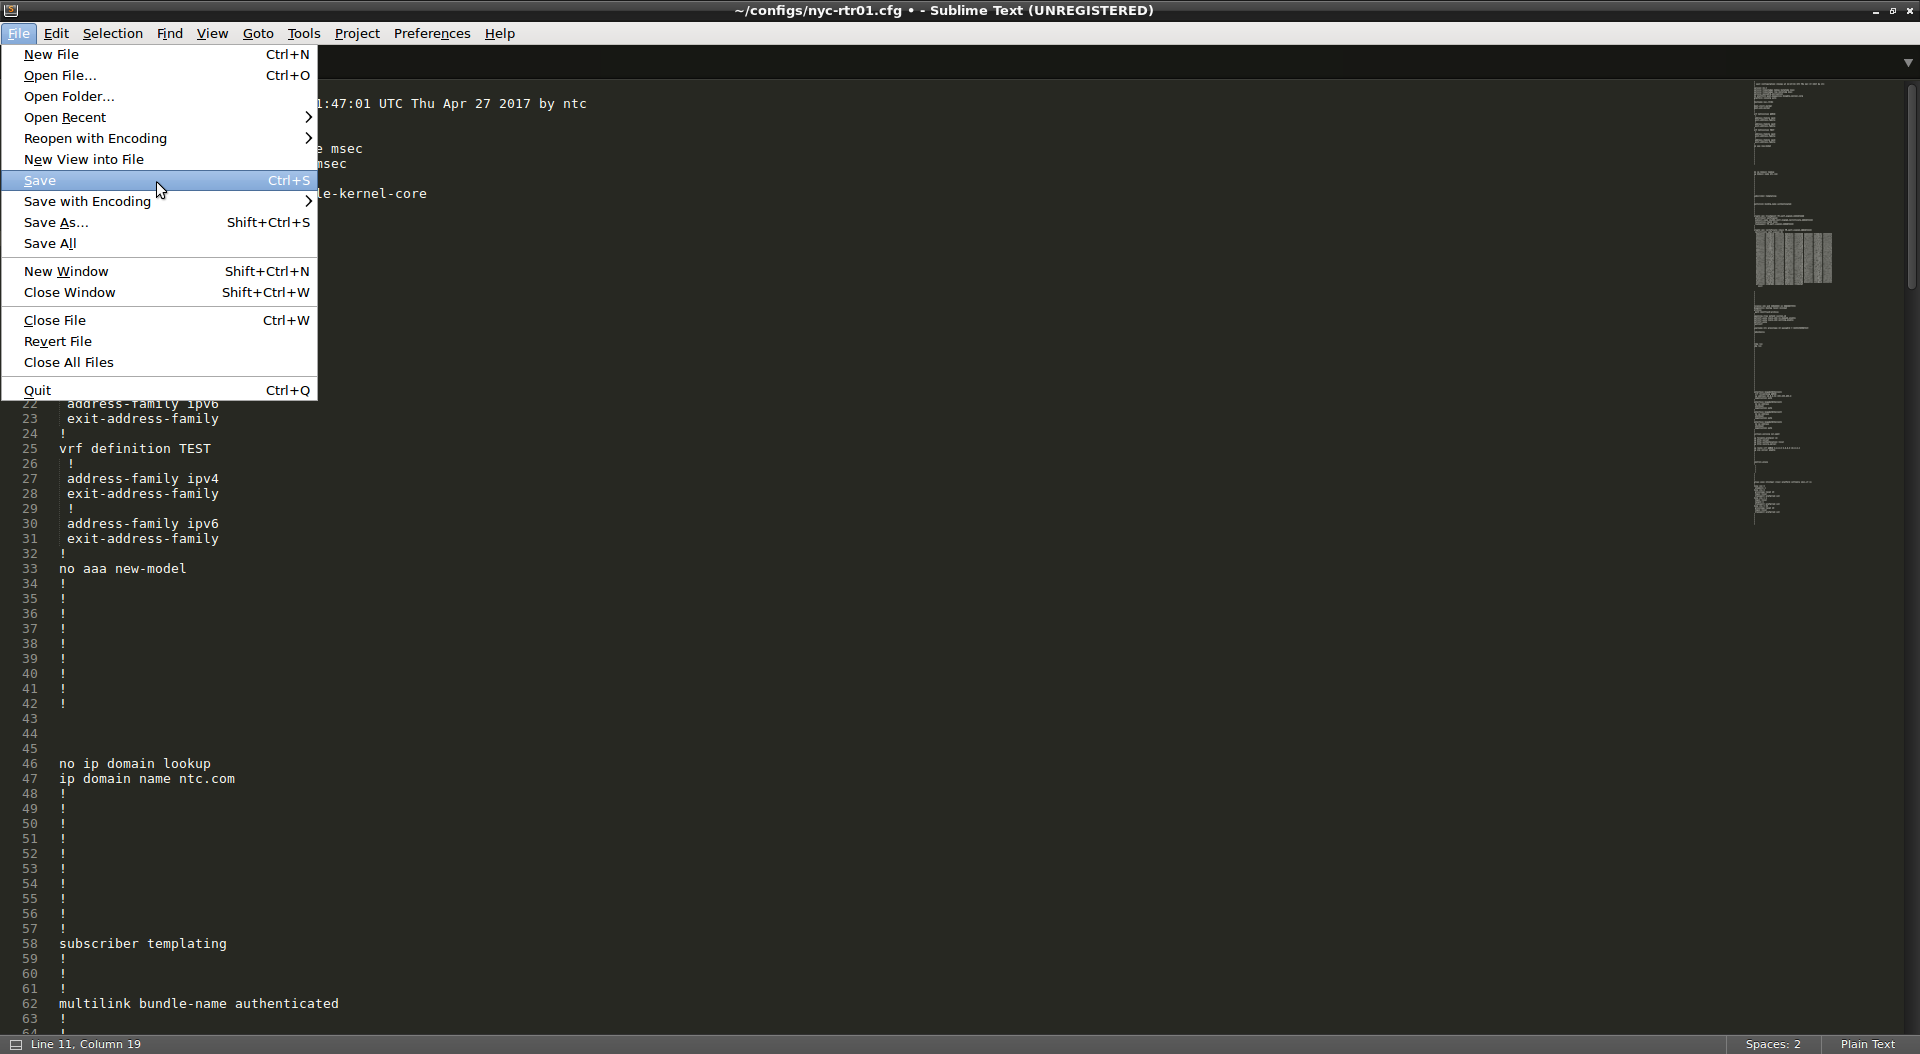 ~/configs/nyc-rtr01.cfg • - Sublime Text (UNREGISTERED)
File Edit Selection Find View Goto Tools Project Preferences Help
New File Ctrl+N
Open File... Ctrl+O
Open Folder...
Open Recent
Reopen with Encoding
New View into File
Save Ctrl+S
Save with Encoding
Save As... Shift+Ctrl+S
Save All
New Window Shift+Ctrl+N
Close Window Shift+Ctrl+W
Close File Ctrl+W
Revert File
Close All Files
Quit Ctrl+Q
1:47:01 UTC Thu Apr 27 2017 by ntc
e msec
msec
le-kernel-core
22 address-family ipv6
23 exit-address-family
24 !
25 vrf definition TEST
26 !
27 address-family ipv4
28 exit-address-family
29 !
30 address-family ipv6
31 exit-address-family
32 !
33 no aaa new-model
34 !
35 !
36 !
37 !
38 !
39 !
40 !
41 !
42 !
43
44
45
46 no ip domain lookup
47 ip domain name ntc.com
48 !
49 !
50 !
51 !
52 !
53 !
54 !
55 !
56 !
57 !
58 subscriber templating
59 !
60 !
61 !
62 multilink bundle-name authenticated
63 !
64 !
Line 11, Column 19
Spaces: 2
Plain Text